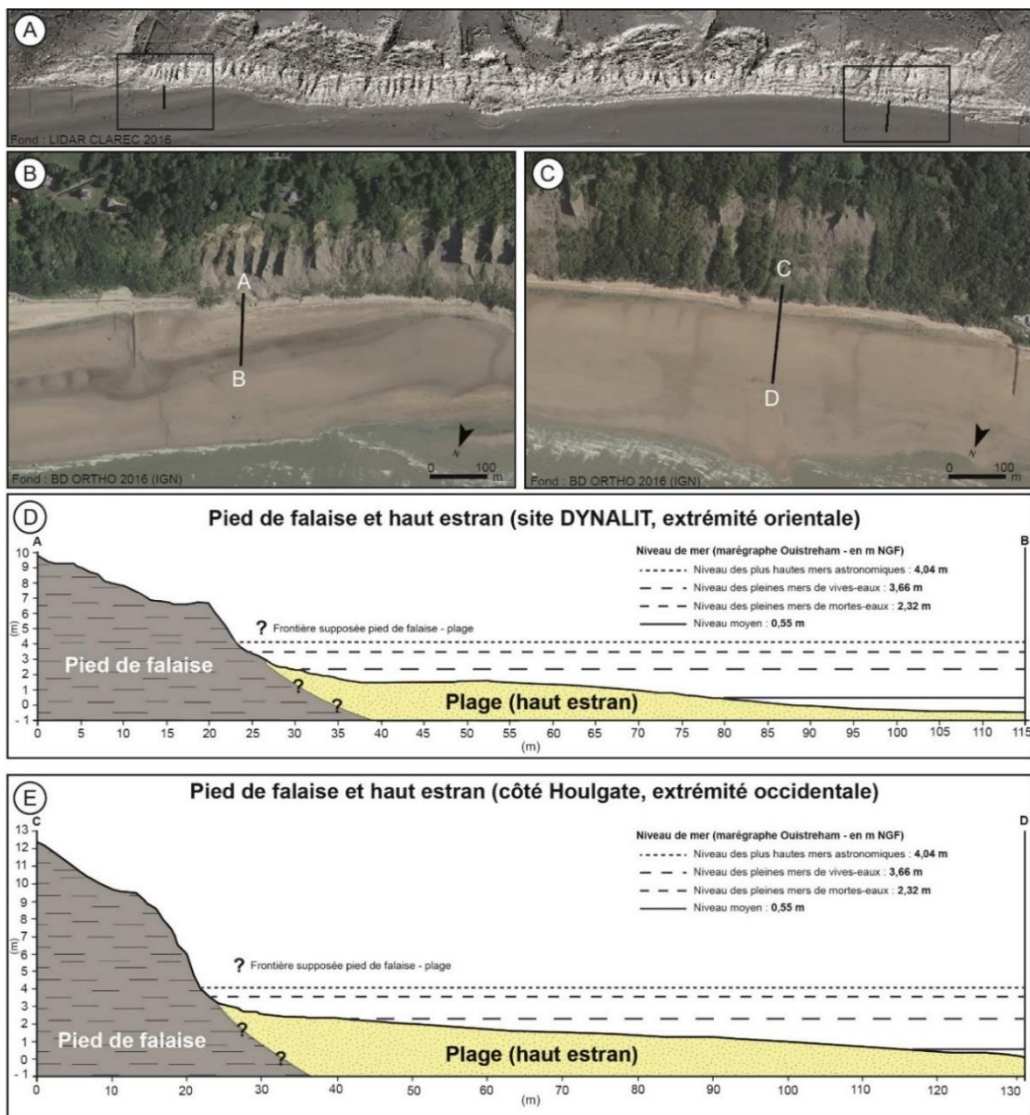 A
Fond : LIDAR CLAREC 2016
B
A
B
N
0 100
m
Fond : BD ORTHO 2016 (IGN)
C
C
D
N
0 100
m
Fond : BD ORTHO 2016 (IGN)
D
Pied de falaise et haut estran (site DYNALIT, extrémité orientale)
A
B
Niveau de mer (marégraphe Ouistreham - en m NGF)
Niveau des plus hautes mers astronomiques : 4,04 m
Niveau des pleines mers de vives-eaux : 3,66 m
Niveau des pleines mers de mortes-eaux : 2,32 m
Niveau moyen : 0,55 m
? Frontière supposée pied de falaise - plage
10
9
8
7
6
5
4
3
2
1
0
- 1
(m)
Pied de falaise
?
?
Plage (haut estran)
0 5 10 15 20 25 30 35 40 45 50 55 60 65 70 75 80 85 90 95 100 105 110 115
(m)
E
Pied de falaise et haut estran (côté Houlgate, extrémité occidentale)
C
D
Niveau de mer (marégraphe Ouistreham - en m NGF)
Niveau des plus hautes mers astronomiques : 4,04 m
Niveau des pleines mers de vives-eaux : 3,66 m
Niveau des pleines mers de mortes-eaux : 2,32 m
Niveau moyen : 0,55 m
? Frontière supposée pied de falaise - plage
13
12
11
10
9
8
7
6
5
4
3
2
1
0
-1
(m)
Pied de falaise
?
?
Plage (haut estran)
0 10 20 30 40 50 60 70 80 90 100 110 120 130
(m)